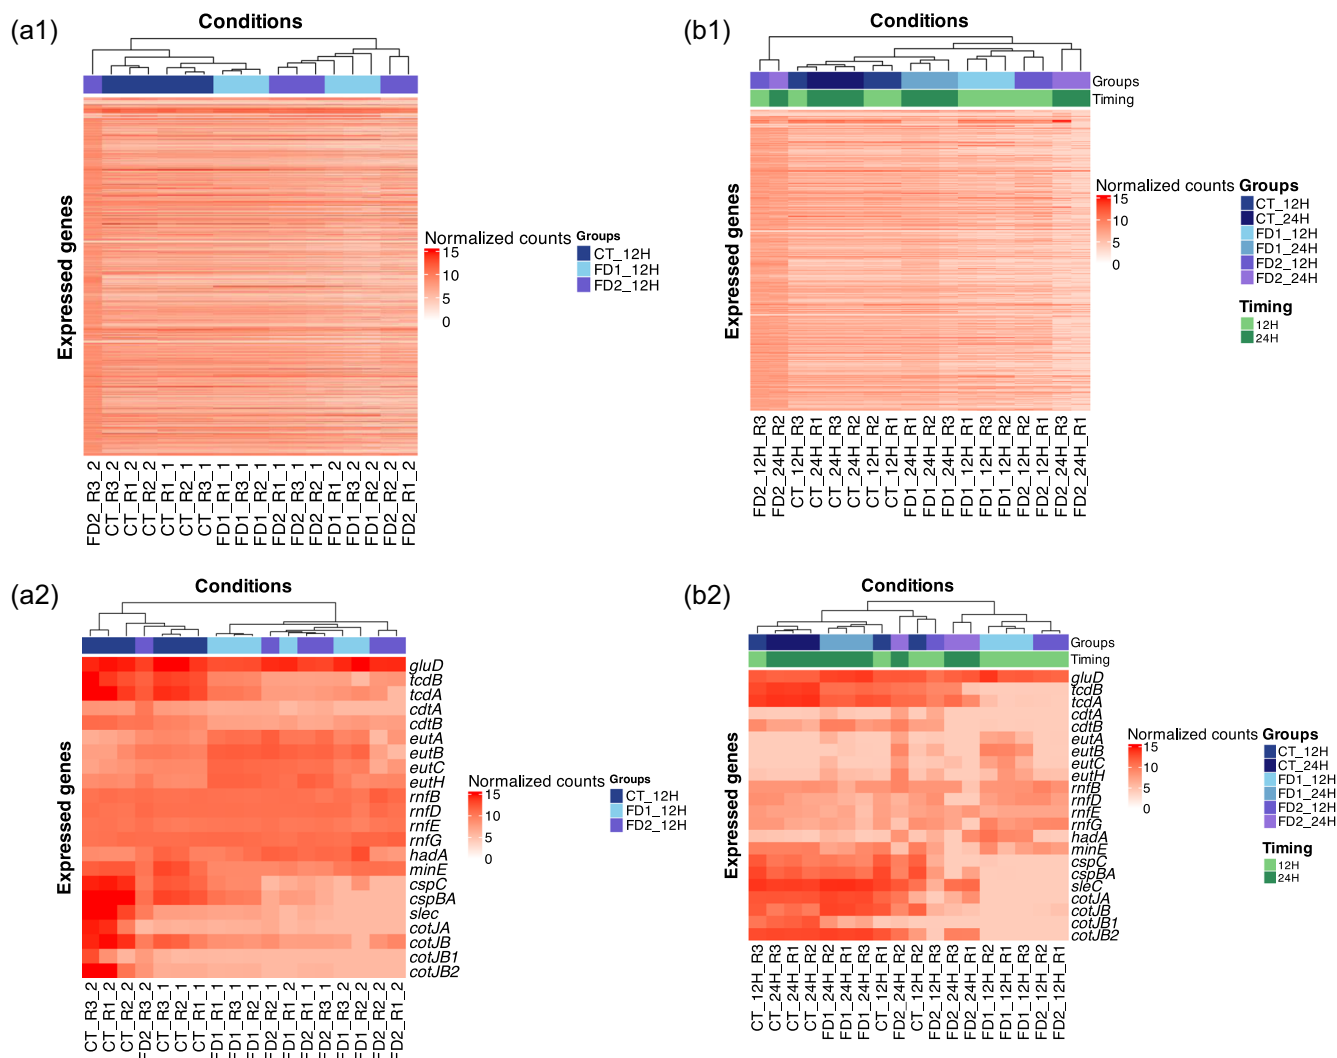 (a1)
Conditions
Expressed genes
Normalized counts
15
10
5
0
Groups
CT_12H
FD1_12H
FD2_12H
FD2_R3_2
CT_R3_2
CT_R1_2
CT_R2_2
CT_R1_1
CT_R2_1
CT_R3_1
FD1_R1_1
FD1_R3_1
FD1_R2_1
FD2_R1_1
FD2_R3_1
FD2_R2_1
FD1_R1_2
FD1_R3_2
FD1_R2_2
FD2_R2_2
FD2_R1_2
(b1)
Conditions
Groups
Timing
Expressed genes
Normalized counts
15
10
5
0
Groups
CT_12H
CT_24H
FD1_12H
FD1_24H
FD2_12H
FD2_24H
Timing
12H
24H
FD2_12H_R3
FD2_24H_R2
CT_12H_R3
CT_24H_R1
CT_24H_R3
CT_24H_R2
CT_12H_R2
CT_12H_R1
FD1_24H_R1
FD1_24H_R2
FD1_24H_R3
FD1_12H_R1
FD1_12H_R3
FD1_12H_R2
FD2_12H_R2
FD2_12H_R1
FD2_24H_R3
FD2_24H_R1
(a2)
Conditions
Expressed genes
gluD
tcdB
tcdA
cdtA
cdtB
eutA
eutB
eutC
eutH
rnfB
rnfD
rnfE
rnfG
hadA
minE
cspC
cspBA
slec
cotJA
cotJB
cotJB1
cotJB2
Normalized counts
15
10
5
0
Groups
CT_12H
FD1_12H
FD2_12H
CT_R3_2
CT_R1_2
CT_R2_2
FD2_R3_2
CT_R3_1
CT_R2_1
CT_R1_1
FD1_R1_1
FD1_R3_1
FD1_R2_1
FD2_R2_1
FD1_R1_2
FD2_R3_1
FD2_R1_1
FD1_R3_2
FD1_R2_2
FD2_R2_2
FD2_R1_2
(b2)
Conditions
Groups
Timing
Expressed genes
gluD
tcdB
tcdA
cdtA
cdtB
eutA
eutB
eutC
eutH
rnfB
rnfD
rnfE
rnfG
hadA
minE
cspC
cspBA
sleC
cotJA
cotJB
cotJB1
cotJB2
Normalized counts
15
10
5
0
Groups
CT_12H
CT_24H
FD1_12H
FD1_24H
FD2_12H
FD2_24H
Timing
12H
24H
CT_12H_R3
CT_24H_R3
CT_24H_R1
CT_24H_R2
FD1_24H_R2
FD1_24H_R1
FD1_24H_R3
CT_12H_R1
FD2_24H_R2
CT_12H_R2
FD2_12H_R3
FD2_24H_R3
FD2_24H_R1
FD1_12H_R2
FD1_12H_R1
FD1_12H_R3
FD2_12H_R2
FD2_12H_R1